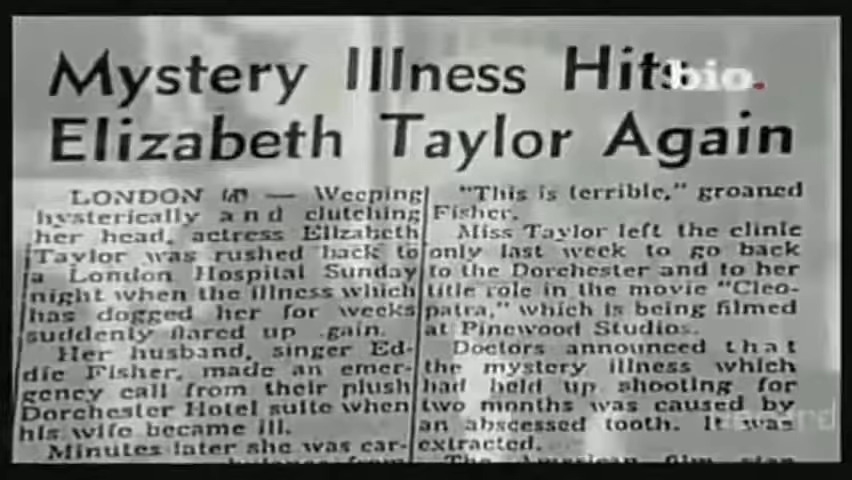 Mystery Illness Hits
bio.
Elizabeth Taylor Again
LONDON — Weeping
hysterically and clutching
her head, actress Elizabeth
Taylor was rushed back to
a London Hospital Sunday
night when the illness which
has dogged her for weeks
suddenly flared up gain.
Her husband, singer Ed-
die Fisher, made an emer-
gency call from their plush
Dorchester Hotel suite when
his wife became ill.
Minutes later she was car-
"This is terrible," groaned
Fisher.
Miss Taylor left the clinic
only last week to go back
to the Dorchester and to her
title role in the movie "Cleo-
patra," which is being filmed
at Pinewood Studios.
Doctors announced that
the mystery illness which
had held up shooting for
two months was caused by
an abscessed tooth. It was
extracted.
The American film star